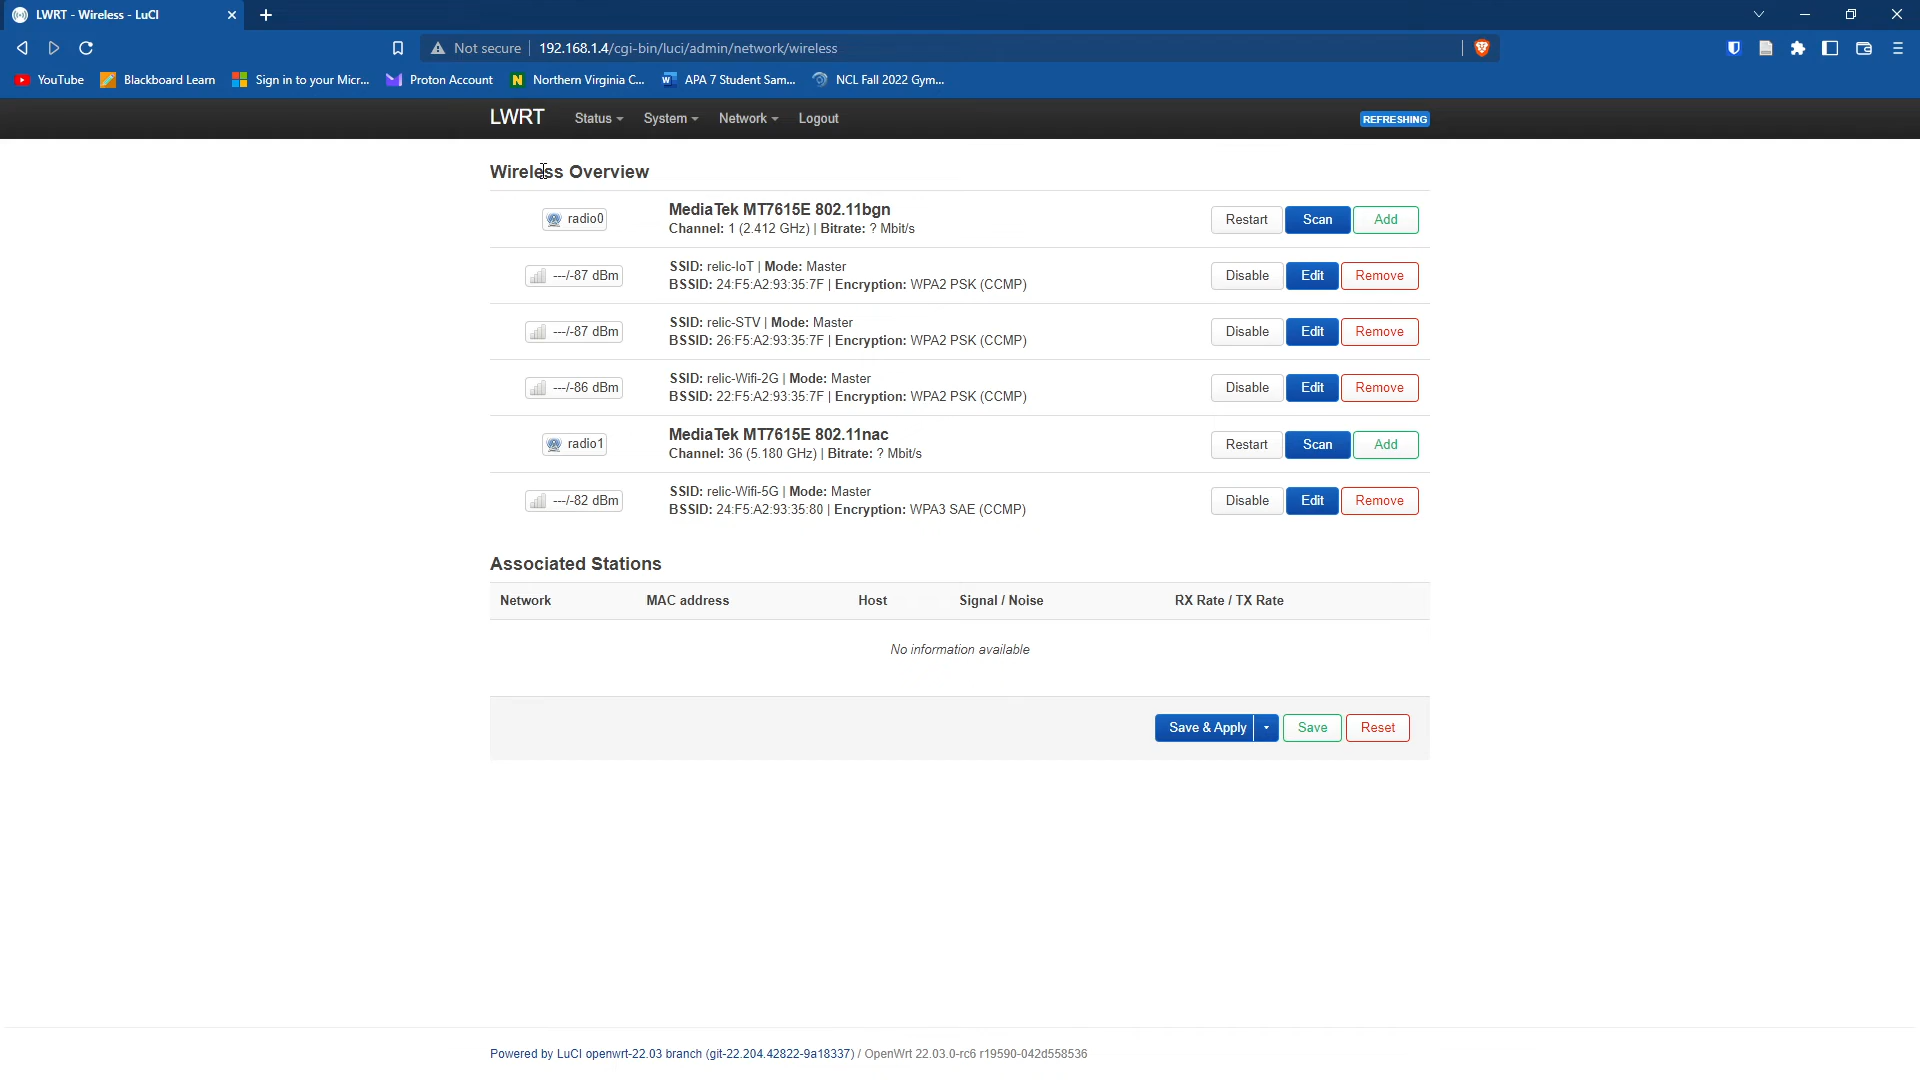 LWRT - Wireless - LuCI
Not secure 192.168.1.4/cgi-bin/luci/admin/network/wireless
YouTube Blackboard Learn Sign in to your Micr... Proton Account Northern Virginia C... APA 7 Student Sam... NCL Fall 2022 Gym...
LWRT Status System Network Logout REFRESHING
Wireless Overview
radio0
MediaTek MT7615E 802.11bgn
Channel: 1 (2.412 GHz) | Bitrate: ? Mbit/s
Restart Scan Add
---/-87 dBm
SSID: relic-IoT | Mode: Master
BSSID: 24:F5:A2:93:35:7F | Encryption: WPA2 PSK (CCMP)
Disable Edit Remove
---/-87 dBm
SSID: relic-STV | Mode: Master
BSSID: 26:F5:A2:93:35:7F | Encryption: WPA2 PSK (CCMP)
Disable Edit Remove
---/-86 dBm
SSID: relic-Wifi-2G | Mode: Master
BSSID: 22:F5:A2:93:35:7F | Encryption: WPA2 PSK (CCMP)
Disable Edit Remove
radio1
MediaTek MT7615E 802.11nac
Channel: 36 (5.180 GHz) | Bitrate: ? Mbit/s
Restart Scan Add
---/-82 dBm
SSID: relic-Wifi-5G | Mode: Master
BSSID: 24:F5:A2:93:35:80 | Encryption: WPA3 SAE (CCMP)
Disable Edit Remove
Associated Stations
Network MAC address Host Signal / Noise RX Rate / TX Rate
No information available
Save & Apply Save Reset
Powered by LuCI openwrt-22.03 branch (git-22.204.42822-9a18337) / OpenWrt 22.03.0-rc6 r19590-042d558536